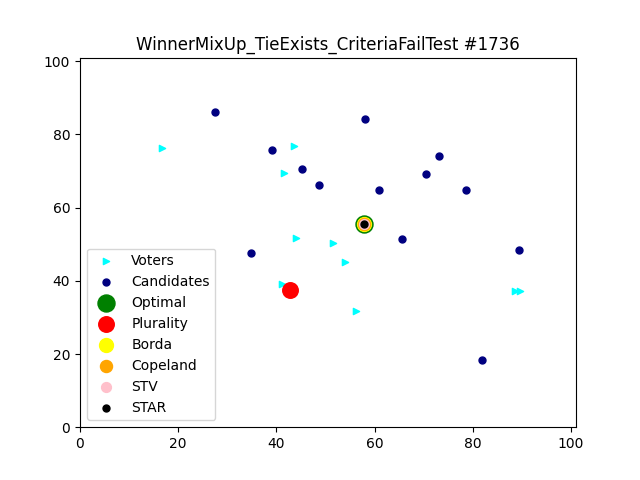 WinnerMixUp_TieExists_CriteriaFailTest #1736
100
80
60
40
20
0
0
20
40
60
80
100
Voters
Candidates
Optimal
Plurality
Borda
Copeland
STV
STAR